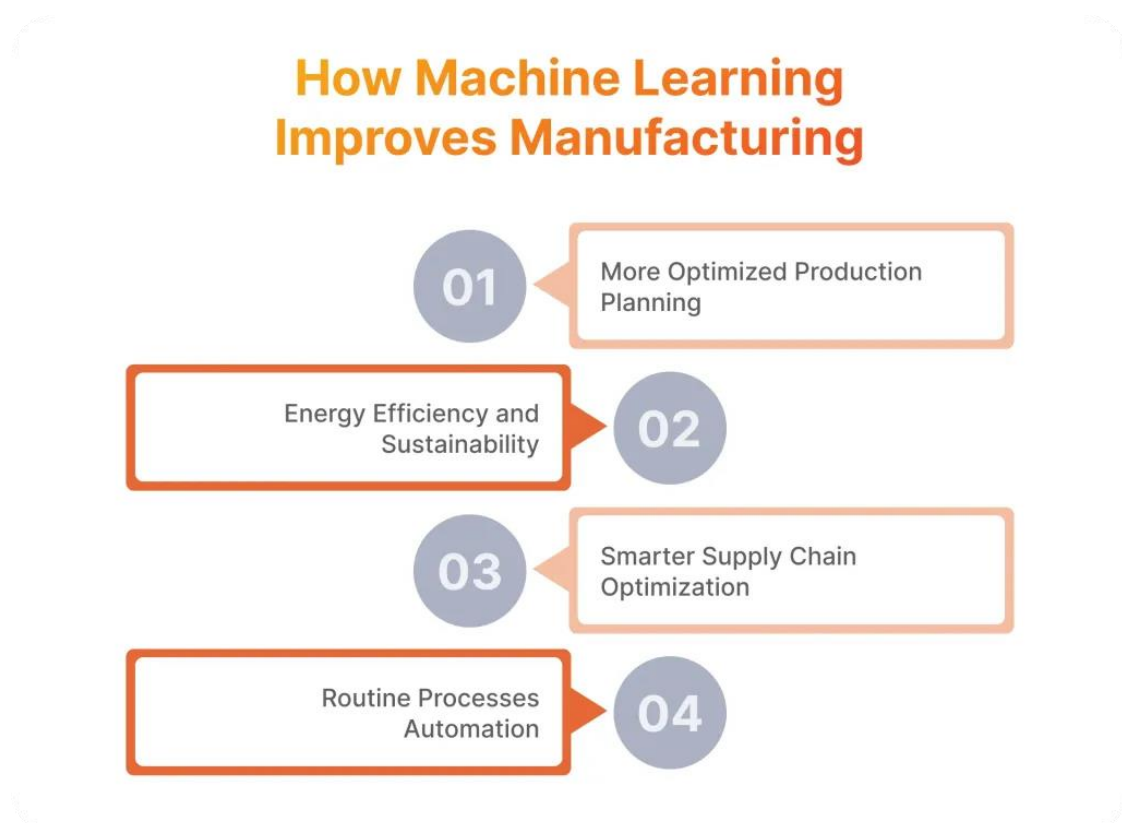 How Machine Learning
Improves Manufacturing
01
More Optimized Production
Planning
Energy Efficiency and
Sustainability
02
03
Smarter Supply Chain
Optimization
Routine Processes
Automation
04